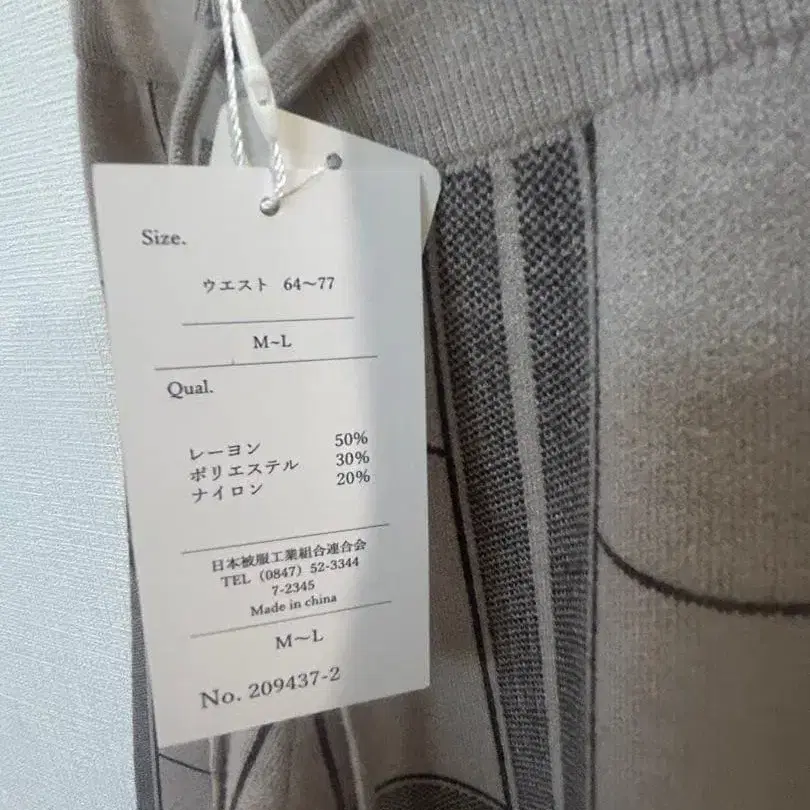 Size.
ウエスト 64～77
M~L
Qual.
レーヨン 50%
ポリエステル 30%
ナイロン 20%
日本被服工業組合連合会
TEL (0847) 52-3344
7-2345
Made in china
M～L
No. 209437-2